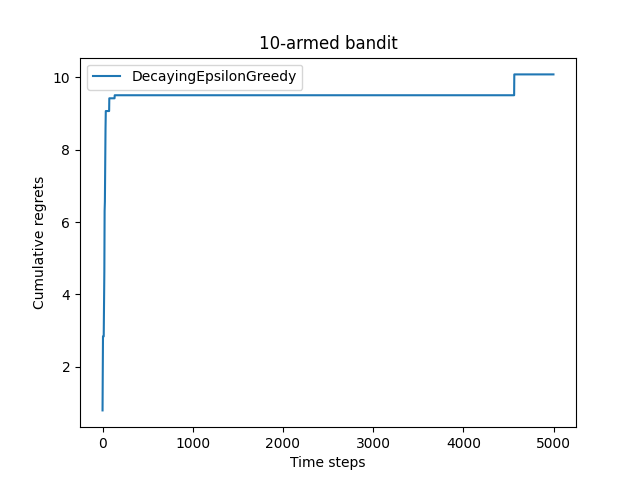 10-armed bandit
DecayingEpsilonGreedy
Cumulative regrets
10
8
6
4
2
0 1000 2000 3000 4000 5000
Time steps